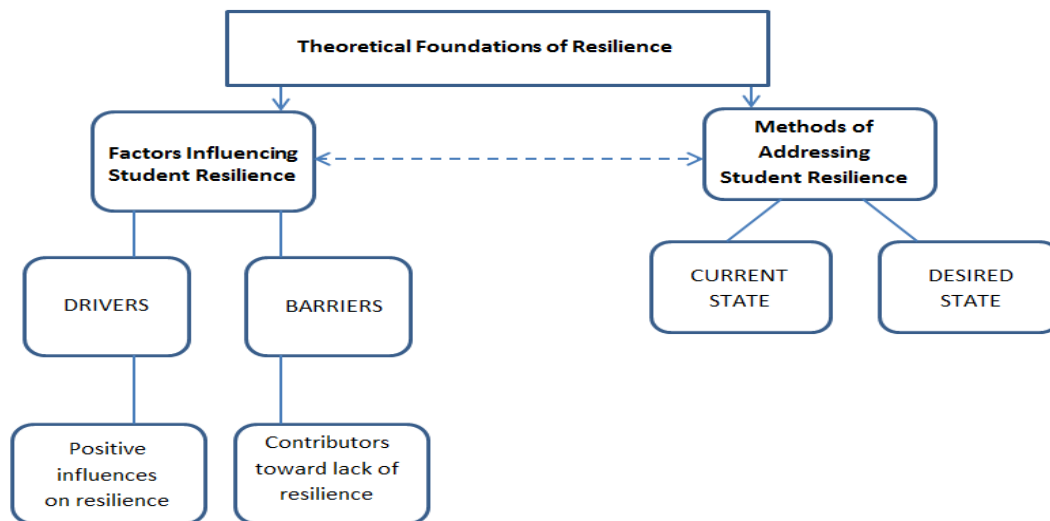 Theoretical Foundations of Resilience
Factors Influencing
Student Resilience
Methods of
Addressing
Student Resilience
DRIVERS
BARRIERS
CURRENT
STATE
DESIRED
STATE
Positive
influences
on resilience
Contributors
toward lack of
resilience